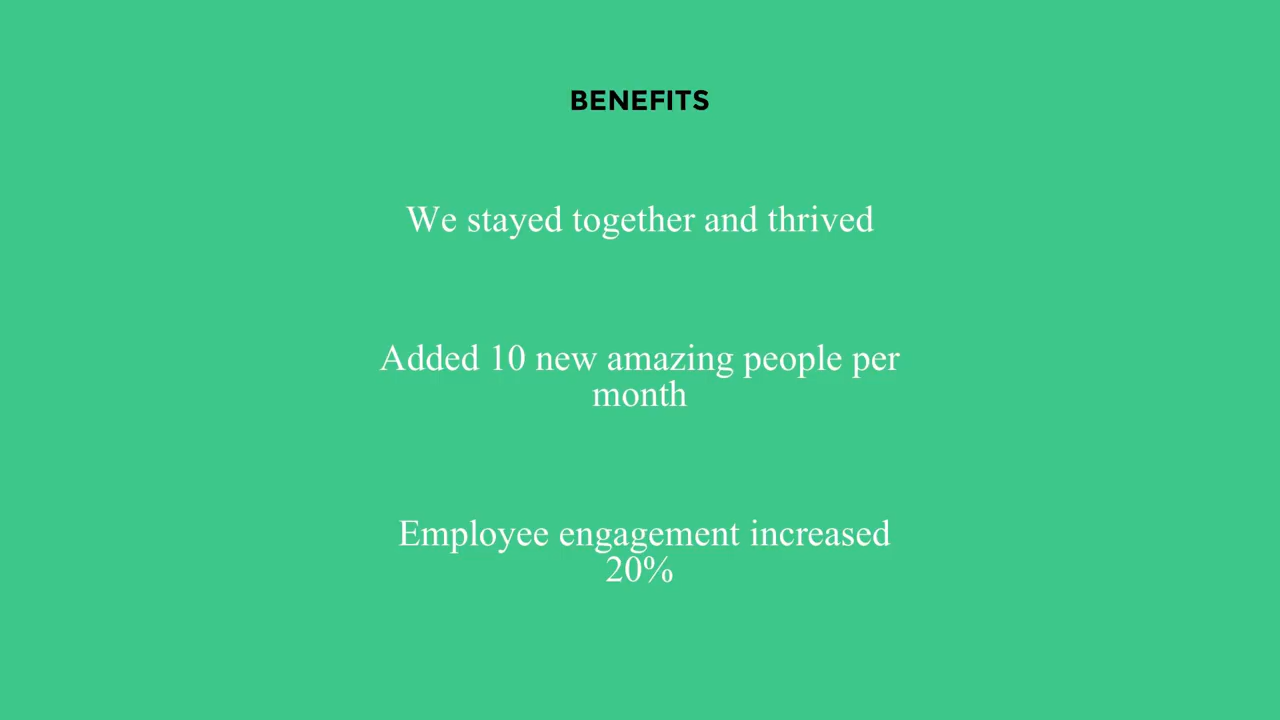 BENEFITS
We stayed together and thrived
Added 10 new amazing people per
month
Employee engagement increased
20%